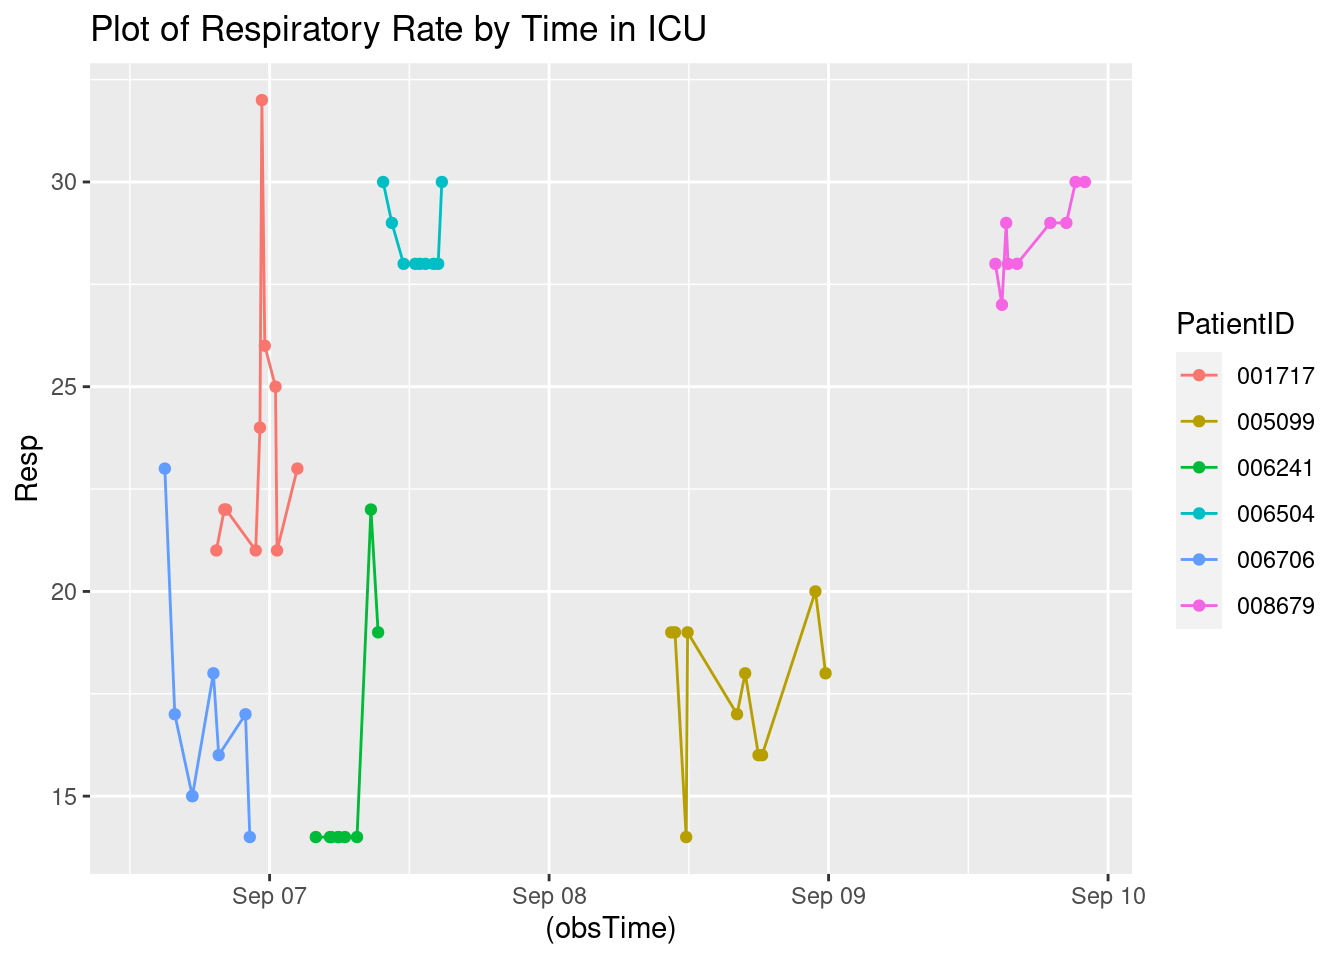 Plot of Respiratory Rate by Time in ICU
Resp
30
25
20
15
Sep 07
Sep 08
Sep 09
Sep 10
(obsTime)
PatientID
001717
005099
006241
006504
006706
008679